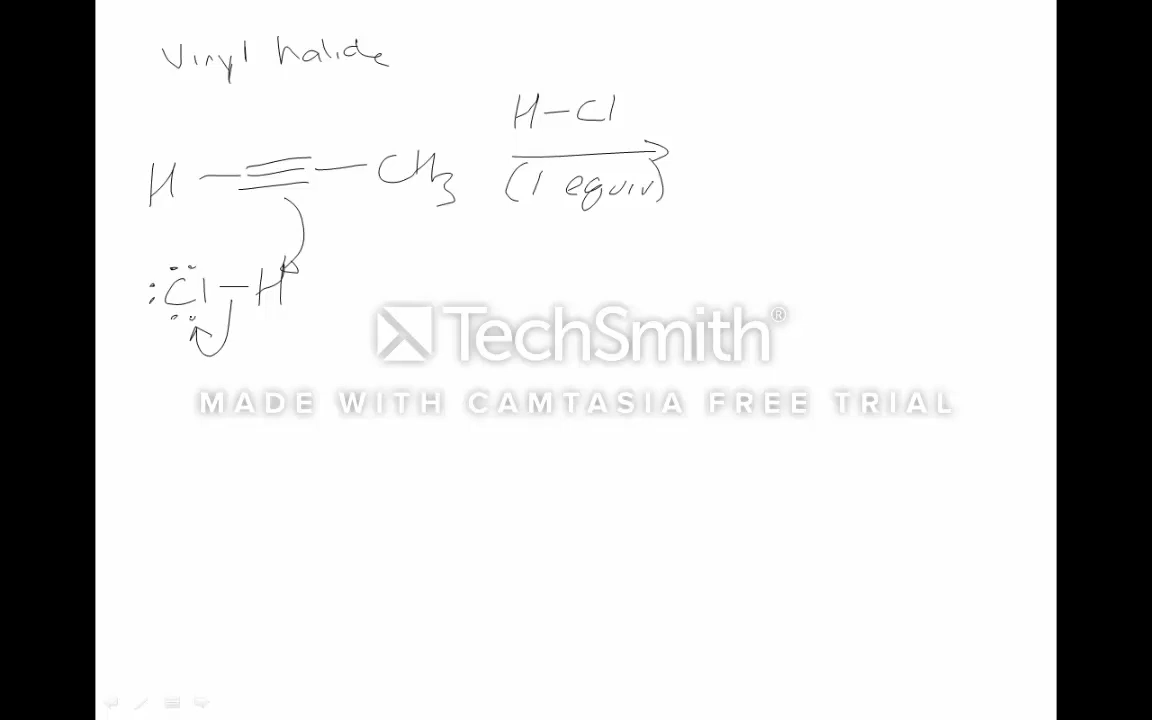 Vinyl halide
H–Cl
H–≡–CH3
(1 equiv)
:Cl–H
TechSmith®
MADE WITH CAMTASIA FREE TRIAL